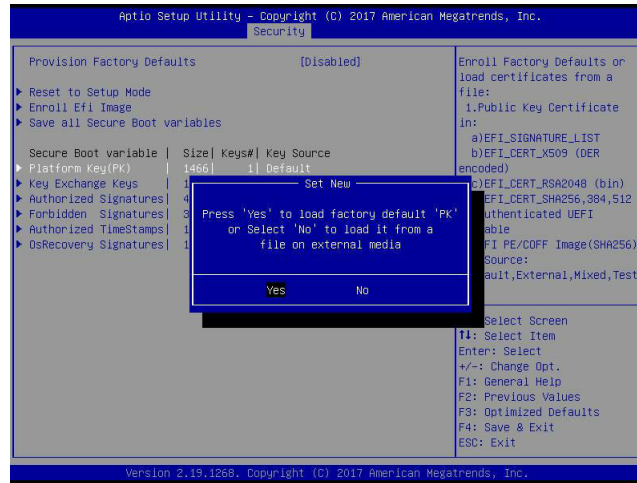 Aptio Setup Utility – Copyright (C) 2017 American Megatrends, Inc.
Security
Provision Factory Defaults [Disabled]
Reset to Setup Mode
Enroll Efi Image
Save all Secure Boot variables
Secure Boot variable | Size| Keys#| Key Source
Platform Key(PK) | 1466| 1| Default
Key Exchange Keys | 1
Authorized Signatures| 4
Forbidden Signatures| 3
Authorized TimeStamps| 1
OsRecovery Signatures| 1
Set New
Press 'Yes' to load factory default 'PK'
or Select 'No' to load it from a
file on external media
Yes No
Enroll Factory Defaults or
load certificates from a
file:
1.Public Key Certificate
in:
a)EFI_SIGNATURE_LIST
b)EFI_CERT_X509 (DER
encoded)
c)EFI_CERT_RSA2048 (bin)
EFI_CERT_SHA256,384,512
uthenticated UEFI
able
FI PE/COFF Image(SHA256)
Source:
ault,External,Mixed,Test
Select Screen
↑↓: Select Item
Enter: Select
+/-: Change Opt.
F1: General Help
F2: Previous Values
F3: Optimized Defaults
F4: Save & Exit
ESC: Exit
Version 2.19.1268. Copyright (C) 2017 American Megatrends, Inc.